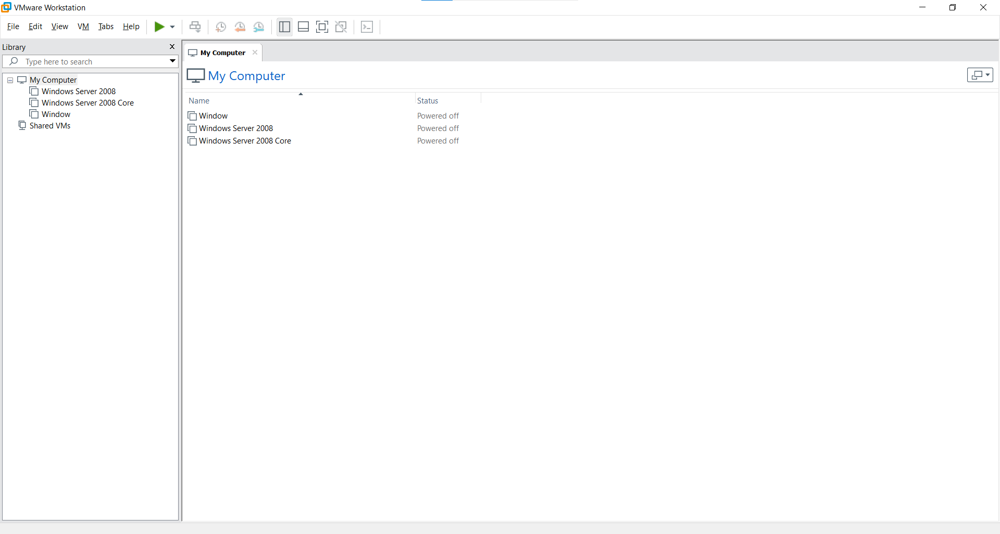 VMware Workstation
File Edit View VM Tabs Help
Library
My Computer
Type here to search
My Computer
Windows Server 2008
Windows Server 2008 Core
Window
Shared VMs
My Computer
Name Status
Window Powered off
Windows Server 2008 Powered off
Windows Server 2008 Core Powered off